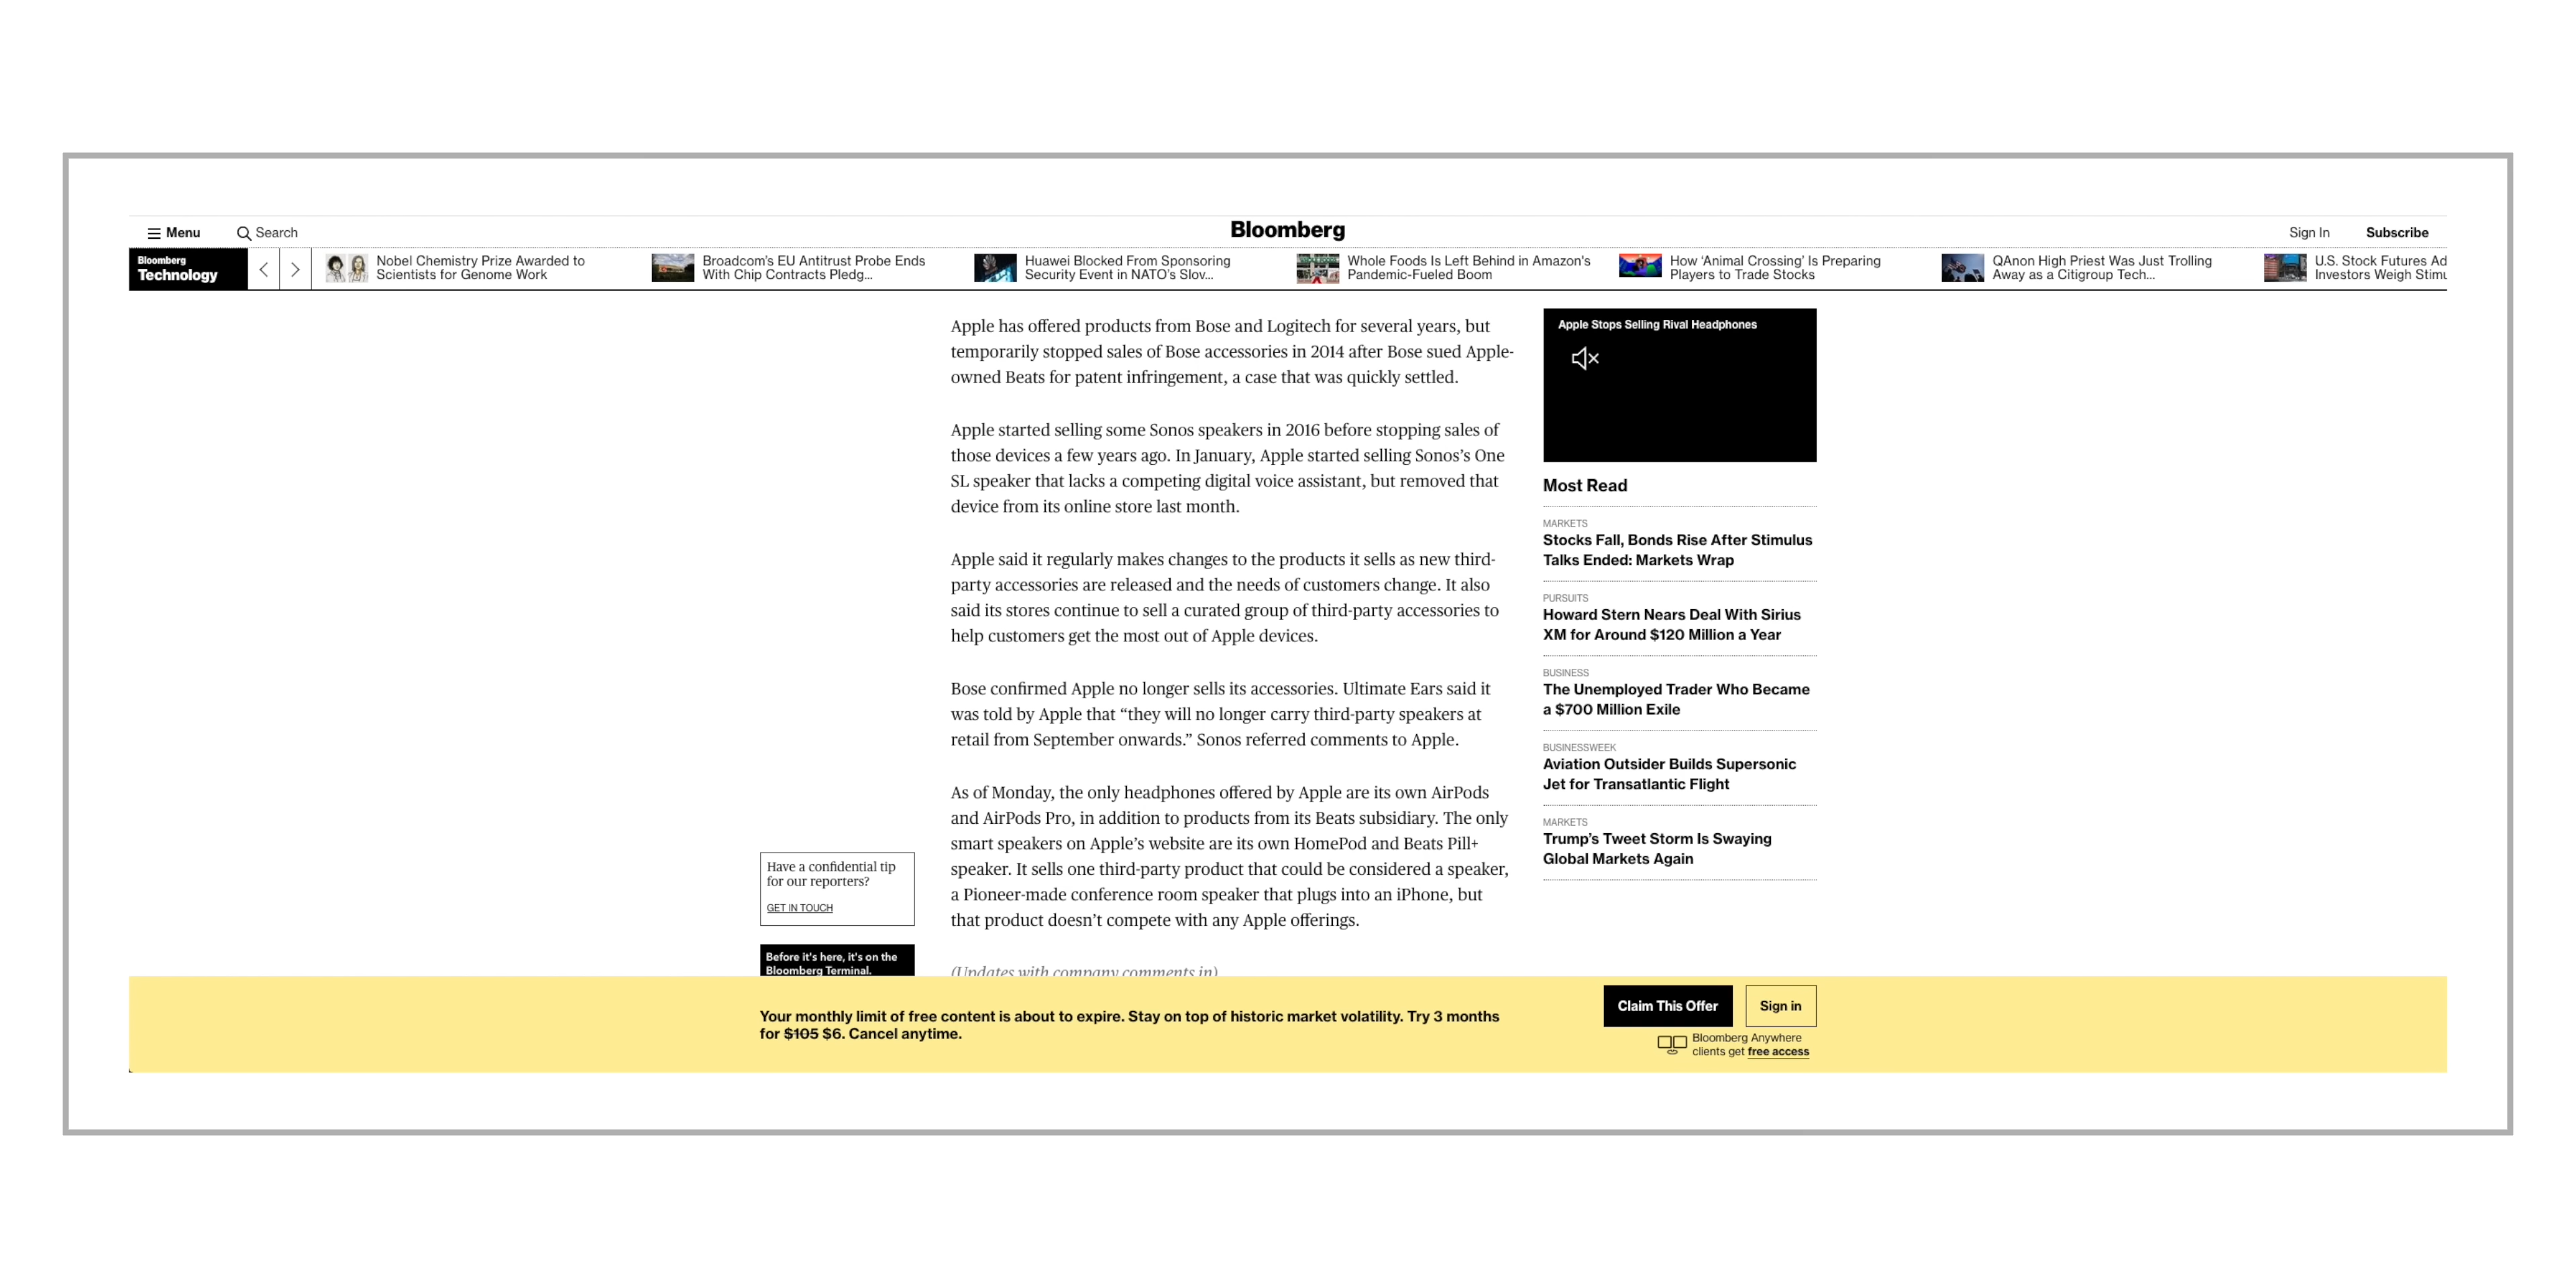 Menu
Search
Bloomberg
Sign In
Subscribe
Bloomberg
Technology
Nobel Chemistry Prize Awarded to
Scientists for Genome Work
Broadcom's EU Antitrust Probe Ends
With Chip Contracts Pledg...
Huawei Blocked From Sponsoring
Security Event in NATO's Slov...
Whole Foods Is Left Behind in Amazon's
Pandemic-Fueled Boom
How 'Animal Crossing' Is Preparing
Players to Trade Stocks
QAnon High Priest Was Just Trolling
Away as a Citigroup Tech...
U.S. Stock Futures Ad
Investors Weigh Stimu
Apple has offered products from Bose and Logitech for several years, but
temporarily stopped sales of Bose accessories in 2014 after Bose sued Apple-
owned Beats for patent infringement, a case that was quickly settled.
Apple started selling some Sonos speakers in 2016 before stopping sales of
those devices a few years ago. In January, Apple started selling Sonos's One
SL speaker that lacks a competing digital voice assistant, but removed that
device from its online store last month.
Apple said it regularly makes changes to the products it sells as new third-
party accessories are released and the needs of customers change. It also
said its stores continue to sell a curated group of third-party accessories to
help customers get the most out of Apple devices.
Bose confirmed Apple no longer sells its accessories. Ultimate Ears said it
was told by Apple that “they will no longer carry third-party speakers at
retail from September onwards.” Sonos referred comments to Apple.
As of Monday, the only headphones offered by Apple are its own AirPods
and AirPods Pro, in addition to products from its Beats subsidiary. The only
smart speakers on Apple's website are its own HomePod and Beats Pill+
speaker. It sells one third-party product that could be considered a speaker,
a Pioneer-made conference room speaker that plugs into an iPhone, but
that product doesn't compete with any Apple offerings.
(Updates with company comments in)
Have a confidential tip
for our reporters?
GET IN TOUCH
Before it's here, it's on the
Bloomberg Terminal.
Apple Stops Selling Rival Headphones
Most Read
MARKETS
Stocks Fall, Bonds Rise After Stimulus
Talks Ended: Markets Wrap
PURSUITS
Howard Stern Nears Deal With Sirius
XM for Around $120 Million a Year
BUSINESS
The Unemployed Trader Who Became
a $700 Million Exile
BUSINESSWEEK
Aviation Outsider Builds Supersonic
Jet for Transatlantic Flight
MARKETS
Trump's Tweet Storm Is Swaying
Global Markets Again
Your monthly limit of free content is about to expire. Stay on top of historic market volatility. Try 3 months
for $105 $6. Cancel anytime.
Claim This Offer
Sign in
Bloomberg Anywhere
clients get free access